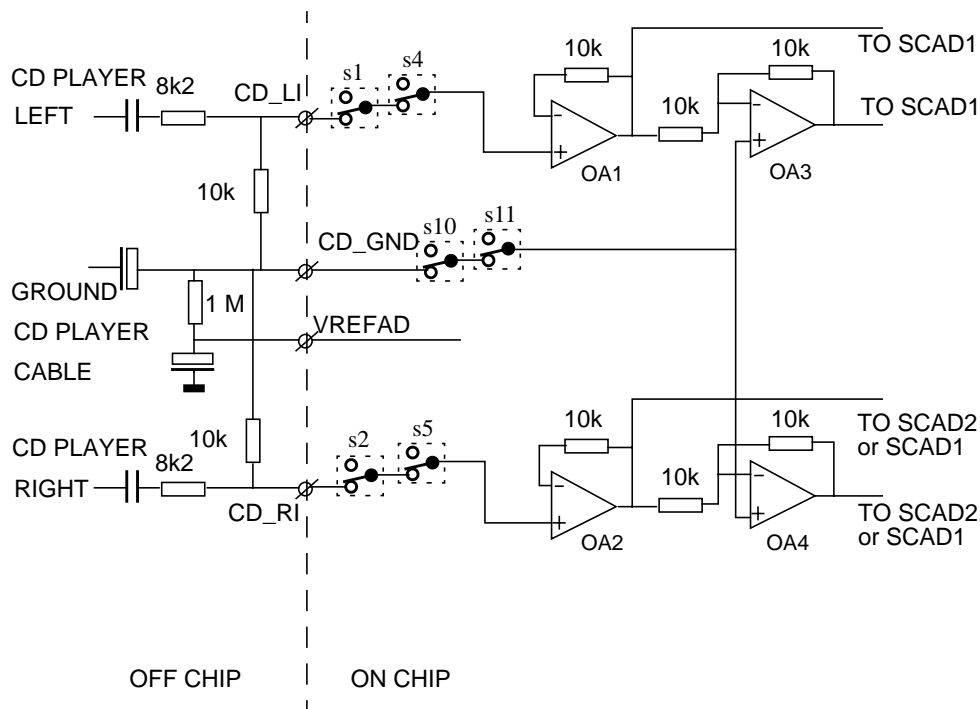 TO SCAD1
10k
10k
s4
CD PLAYER
8k2
CD_LI
s1
LEFT
10k
TO SCAD1
-
-
+
+
OA1
OA3
10k
s11
s10
CD_GND
GROUND
1 M
CD PLAYER
VREFAD
CABLE
TO SCAD2
or SCAD1
10k
10k
CD PLAYER
10k
s2
s5
8k2
10k
RIGHT
-
-
CD_RI
+
+
TO SCAD2
or SCAD1
OA2
OA4
OFF CHIP
ON CHIP